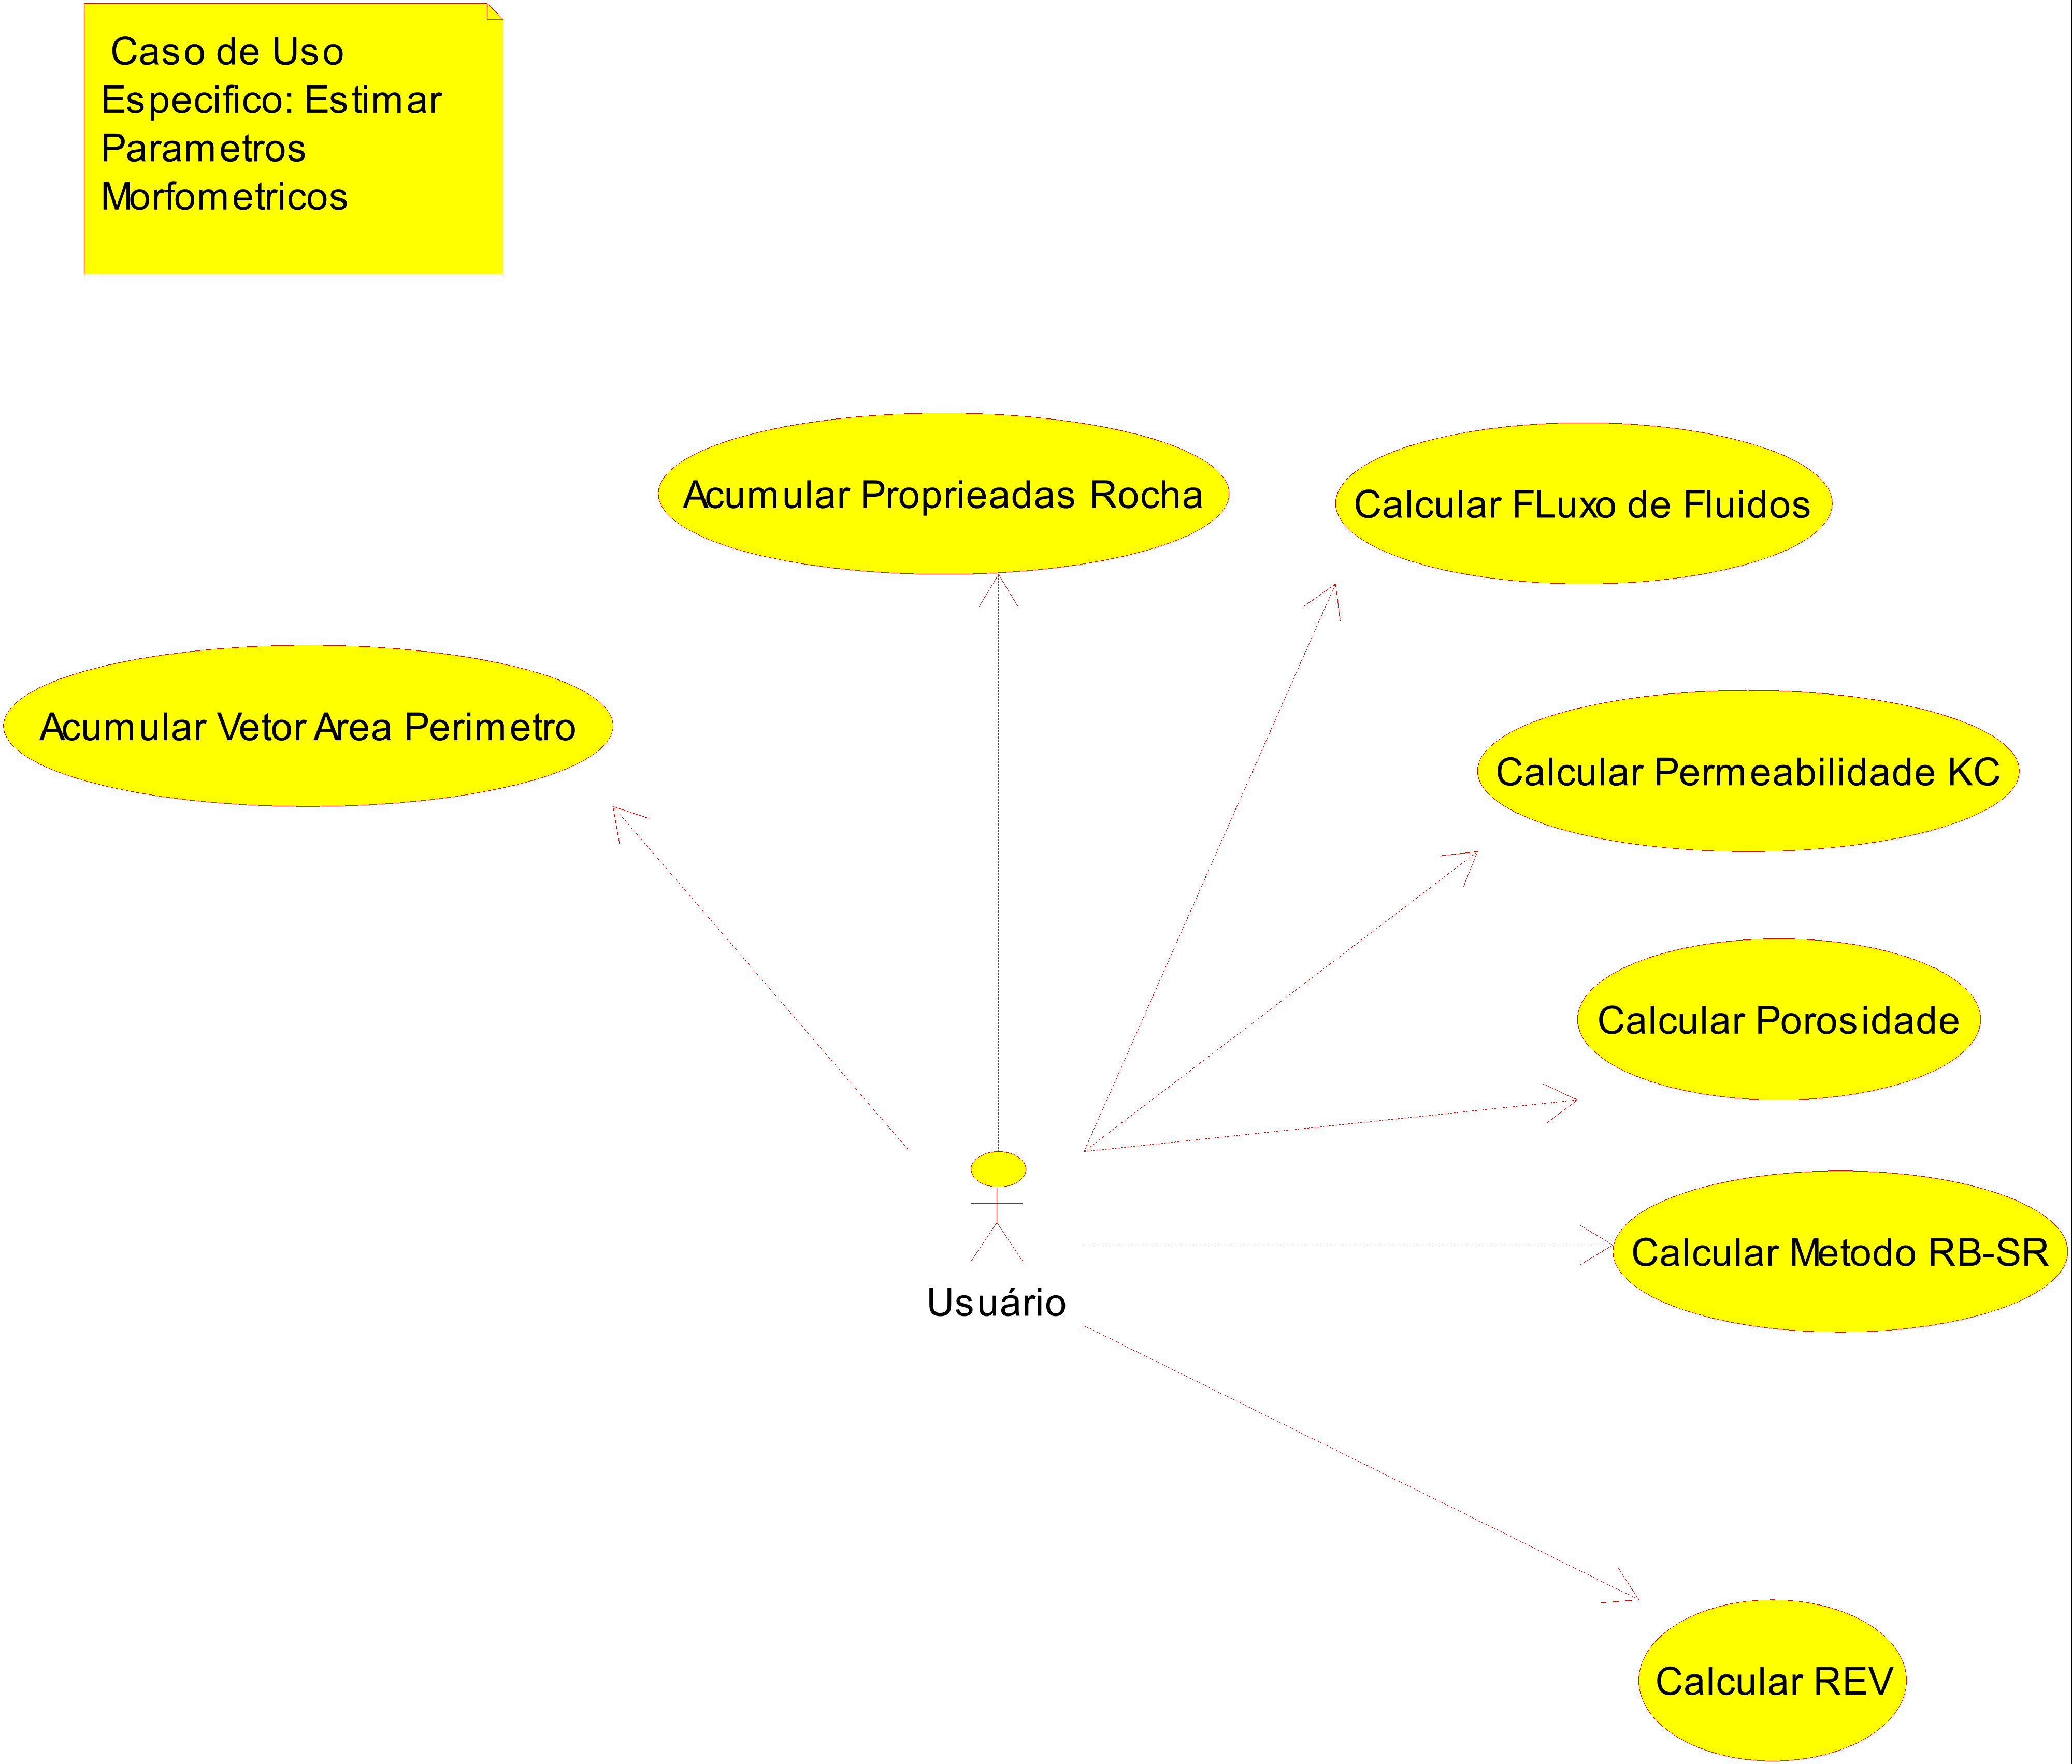 Caso de Uso
Especifico: Estimar
Parametros
Morfometricos
Acumular Proprieadas Rocha
Calcular FLuxo de Fluidos
Acumular Vetor Area Perimetro
Calcular Permeabilidade KC
Calcular Porosidade
Calcular Metodo RB-SR
Usuário
Calcular REV